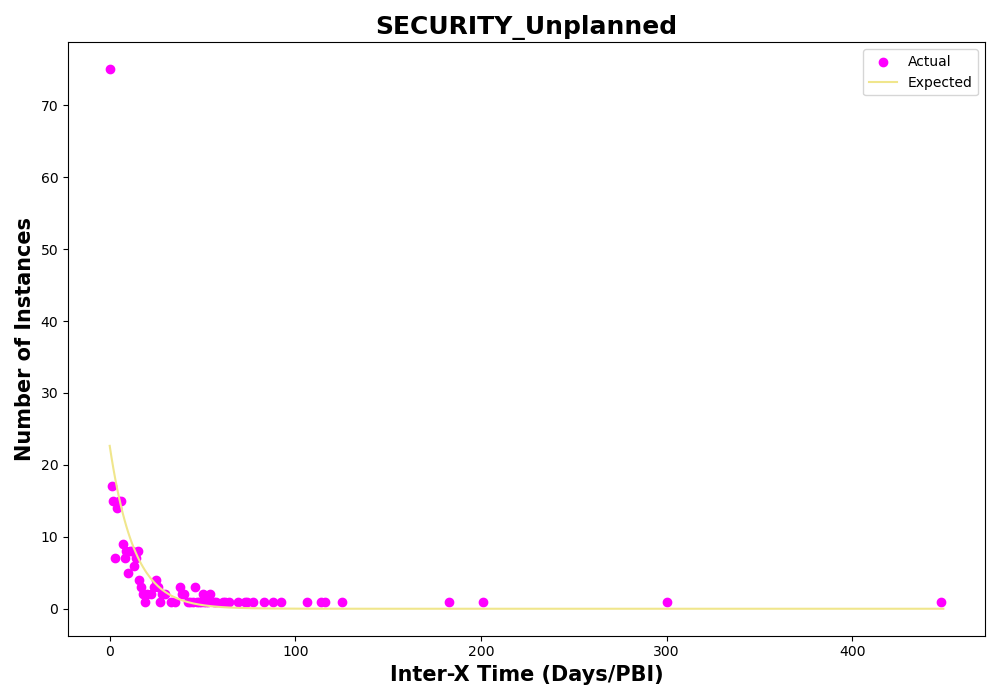 SECURITY_Unplanned
Actual
Expected
Number of Instances
70
60
50
40
30
20
10
0
0 100 200 300 400
Inter-X Time (Days/PBI)